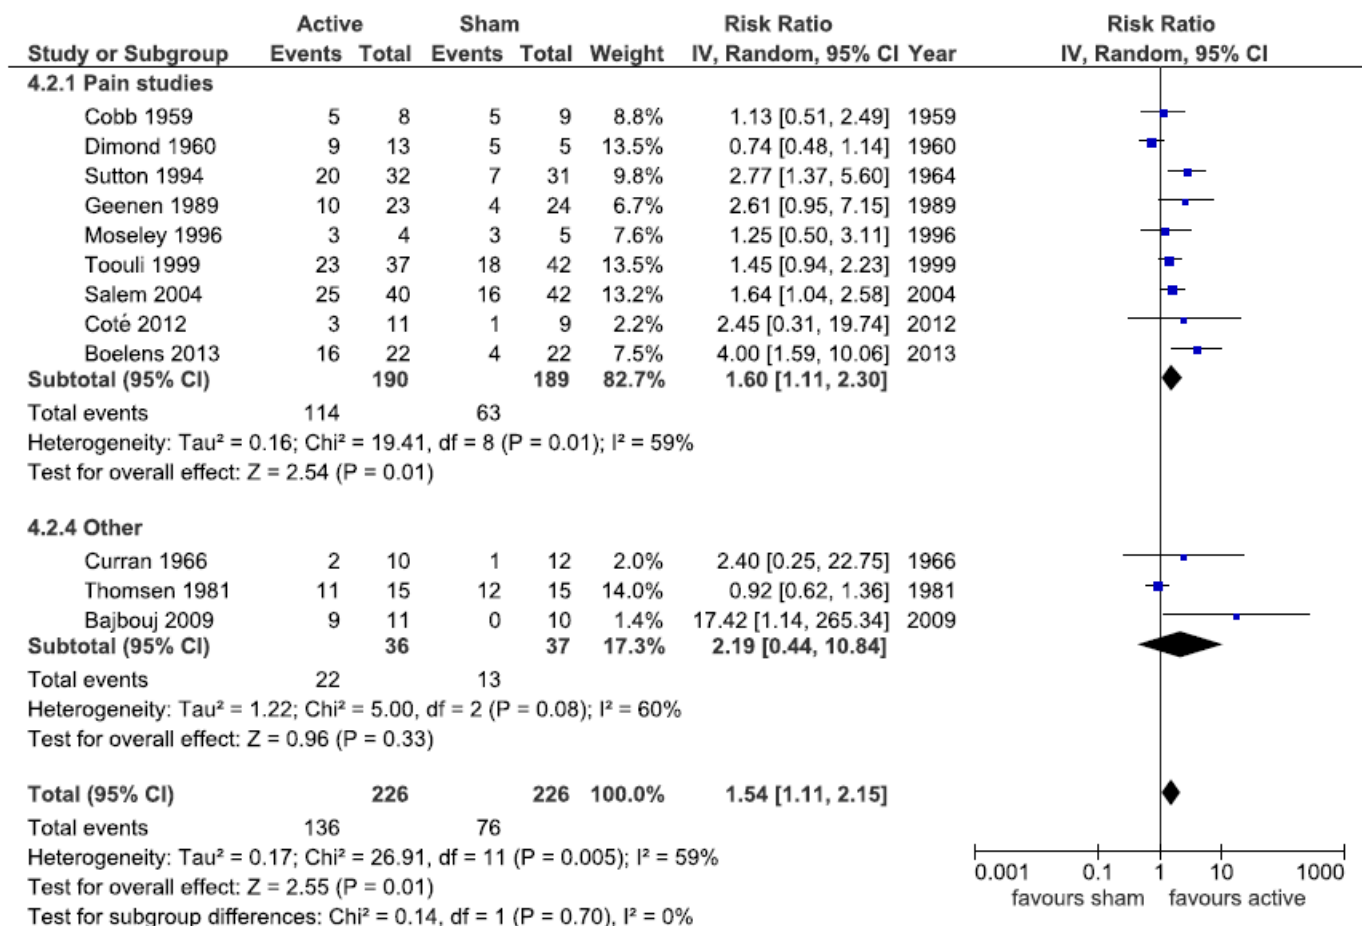 Active Sham Risk Ratio Risk Ratio
Study or Subgroup Events Total Events Total Weight IV, Random, 95% CI Year IV, Random, 95% CI
4.2.1 Pain studies
Cobb 1959 5 8 5 9 8.8% 1.13 [0.51, 2.49] 1959
Dimond 1960 9 13 5 5 13.5% 0.74 [0.48, 1.14] 1960
Sutton 1994 20 32 7 31 9.8% 2.77 [1.37, 5.60] 1964
Geenen 1989 10 23 4 24 6.7% 2.61 [0.95, 7.15] 1989
Moseley 1996 3 4 3 5 7.6% 1.25 [0.50, 3.11] 1996
Toouli 1999 23 37 18 42 13.5% 1.45 [0.94, 2.23] 1999
Salem 2004 25 40 16 42 13.2% 1.64 [1.04, 2.58] 2004
Coté 2012 3 11 1 9 2.2% 2.45 [0.31, 19.74] 2012
Boelens 2013 16 22 4 22 7.5% 4.00 [1.59, 10.06] 2013
Subtotal (95% CI) 190 189 82.7% 1.60 [1.11, 2.30]
Total events 114 63
Heterogeneity: Tau² = 0.16; Chi² = 19.41, df = 8 (P = 0.01); I² = 59%
Test for overall effect: Z = 2.54 (P = 0.01)
4.2.4 Other
Curran 1966 2 10 1 12 2.0% 2.40 [0.25, 22.75] 1966
Thomsen 1981 11 15 12 15 14.0% 0.92 [0.62, 1.36] 1981
Bajbouj 2009 9 11 0 10 1.4% 17.42 [1.14, 265.34] 2009
Subtotal (95% CI) 36 37 17.3% 2.19 [0.44, 10.84]
Total events 22 13
Heterogeneity: Tau² = 1.22; Chi² = 5.00, df = 2 (P = 0.08); I² = 60%
Test for overall effect: Z = 0.96 (P = 0.33)
Total (95% CI) 226 226 100.0% 1.54 [1.11, 2.15]
Total events 136 76
Heterogeneity: Tau² = 0.17; Chi² = 26.91, df = 11 (P = 0.005); I² = 59%
Test for overall effect: Z = 2.55 (P = 0.01)
Test for subgroup differences: Chi² = 0.14, df = 1 (P = 0.70), I² = 0%
0.001 0.1 1 10 1000
favours sham favours active